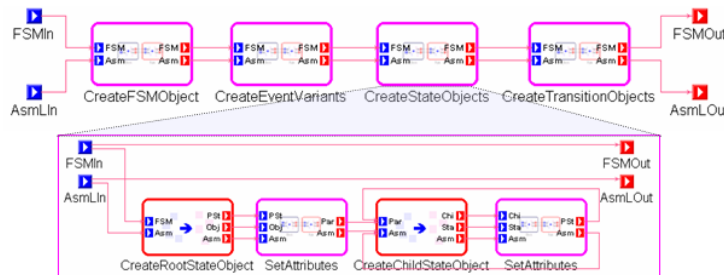 FSMIn FSM FSM FSM FSM FSM FSM FSM FSM FSMOut
Asm Asm Asm Asm Asm Asm Asm Asm
AsmLIn CreateFSMObject CreateEventVariants CreateStateObjects CreateTransitionObjects AsmLOut
FSMIn FSMOut
AsmLIn AsmLOut
PSt PSt Chi Chi
FSM Obj Obj Par Par Sta Sta PSt
Asm Asm Asm Asm Asm Asm Asm Asm
CreateRootStateObject SetAttributes CreateChildStateObject SetAttributes